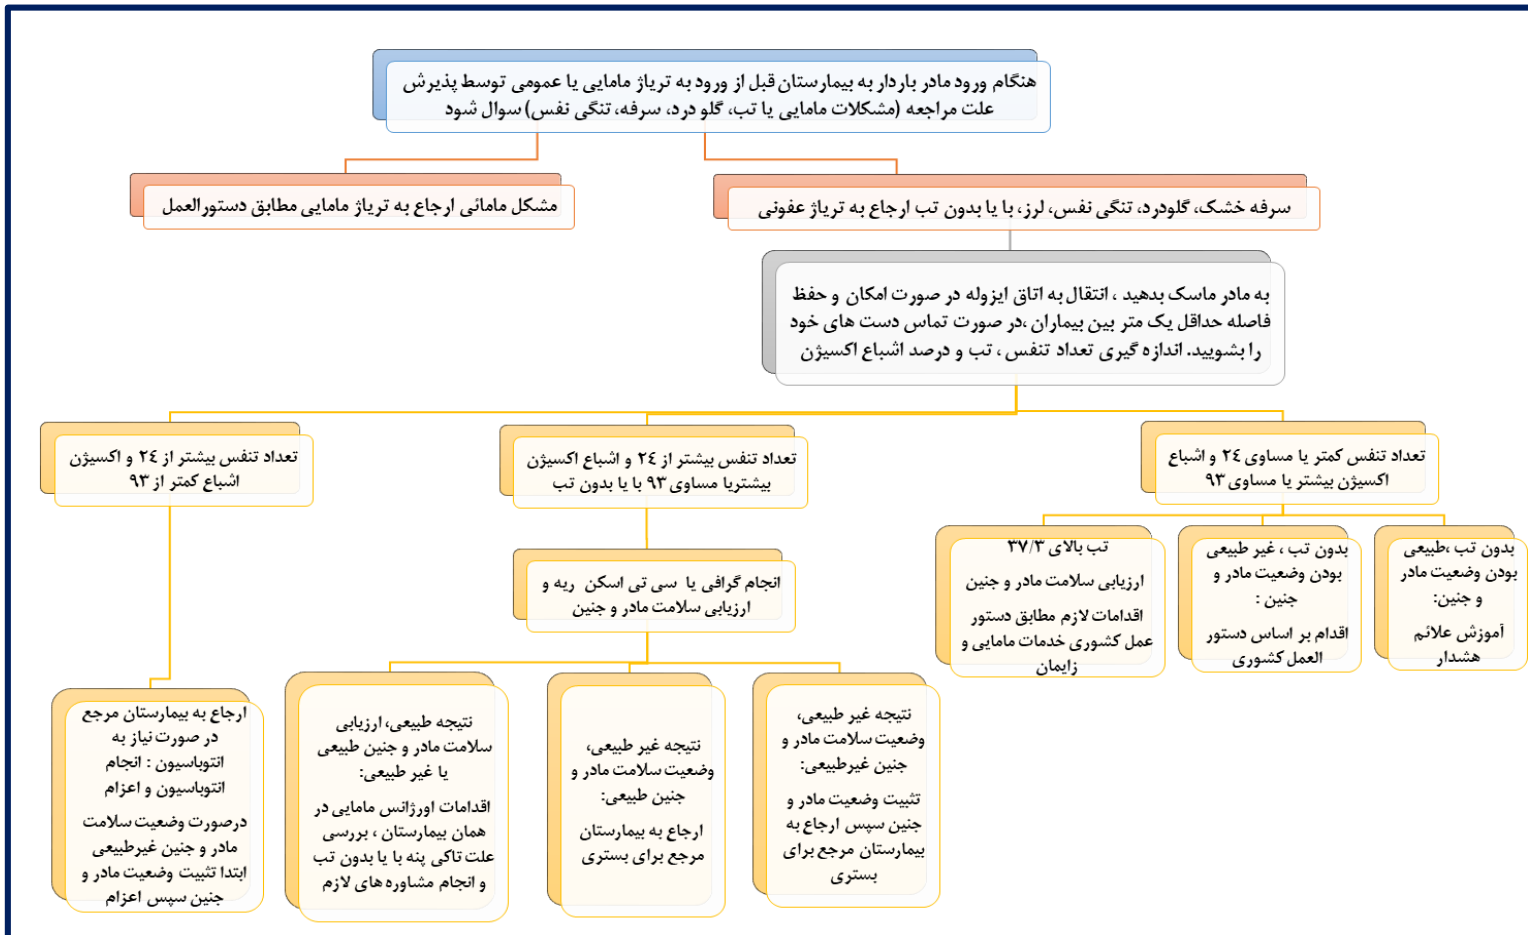 هنگام ورود مادر باردار به بیمارستان قبل از ورود به تریاژ مامایی یا عمومی توسط پذیرش
علت مراجعه (مشکلات مامایی یا تب، گلو درد، سرفه، تنگی نفس) سوال شود
سرفه خشک، گلودرد، تنگی نفس، لرز، با یا بدون تب ارجاع به تریاژ عفونی
مشکل مامائی ارجاع به تریاژ مامایی مطابق دستورالعمل
به مادر ماسک بدهید ، انتقال به اتاق ایزوله در صورت امکان و حفظ
فاصله حداقل یک متر بین بیماران ،در صورت تماس دست های خود
را بشویید. اندازه گیری تعداد تنفس ، تب و درصد اشباع اکسیژن
تعداد تنفس کمتر یا مساوی ۲٤ و اشباع
اکسیژن بیشتر یا مساوی ۹۳
بدون تب ،طبیعی
بودن وضعیت مادر
و جنین:
آموزش علائم
هشدار
بدون تب ، غیر طبیعی
بودن وضعیت مادر و
جنین :
اقدام بر اساس دستور
العمل کشوری
تب بالای ۳۷/۳
ارزیابی سلامت مادر و جنین
اقدامات لازم مطابق دستور
عمل کشوری خدمات مامایی و
زایمان
تعداد تنفس بیشتر از ۲٤ و اشباع اکسیژن
بیشتریا مساوی ۹۳ با یا بدون تب
انجام گرافی یا سی تی اسکن ریه و
ارزیابی سلامت مادر و جنین
نتیجه غیر طبیعی،
وضعیت سلامت مادر و
جنین غیرطبیعی:
تثبیت وضعیت مادر و
جنین سپس ارجاع به
بیمارستان مرجع برای
بستری
نتیجه غیر طبیعی،
وضعیت سلامت مادر و
جنین طبیعی:
ارجاع به بیمارستان
مرجع برای بستری
نتیجه طبیعی، ارزیابی
سلامت مادر و جنین طبیعی
یا غیر طبیعی:
اقدامات اورژانس مامایی در
همان بیمارستان ، بررسی
علت تاکی پنه با یا بدون تب
و انجام مشاوره های لازم
تعداد تنفس بیشتر از ۲٤ و اکسیژن
اشباع کمتر از ۹۳
ارجاع به بیمارستان مرجع
در صورت نیاز به
انتوباسیون : انجام
انتوباسیون و اعزام
درصورت وضعیت سلامت
مادر و جنین غیرطبیعی
ابتدا تثبیت وضعیت مادر و
جنین سپس اعزام